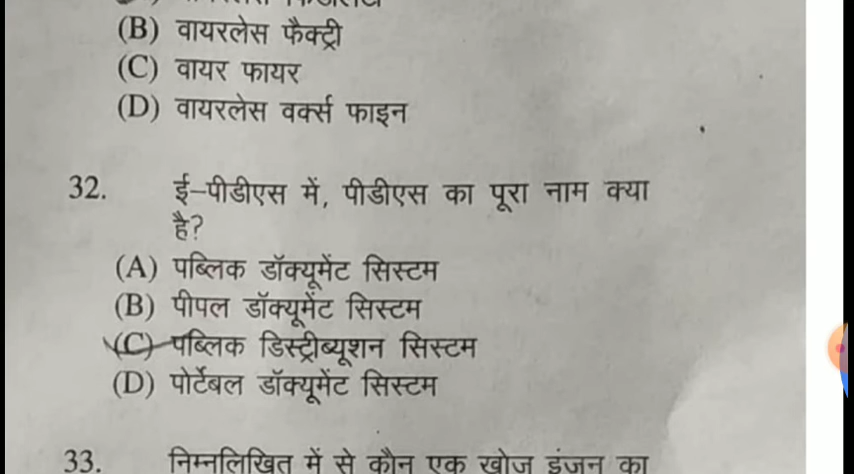 (B) वायरलेस फैक्ट्री
(C) वायर फायर
(D) वायरलेस वर्क्स फाइन
32. ई-पीडीएस में, पीडीएस का पूरा नाम क्या
है?
(A) पब्लिक डॉक्यूमेंट सिस्टम
(B) पीपल डॉक्यूमेंट सिस्टम
(C) पब्लिक डिस्ट्रीब्यूशन सिस्टम
(D) पोर्टेबल डॉक्यूमेंट सिस्टम
33. निम्नलिखित में से कौन एक खोज इंजन का